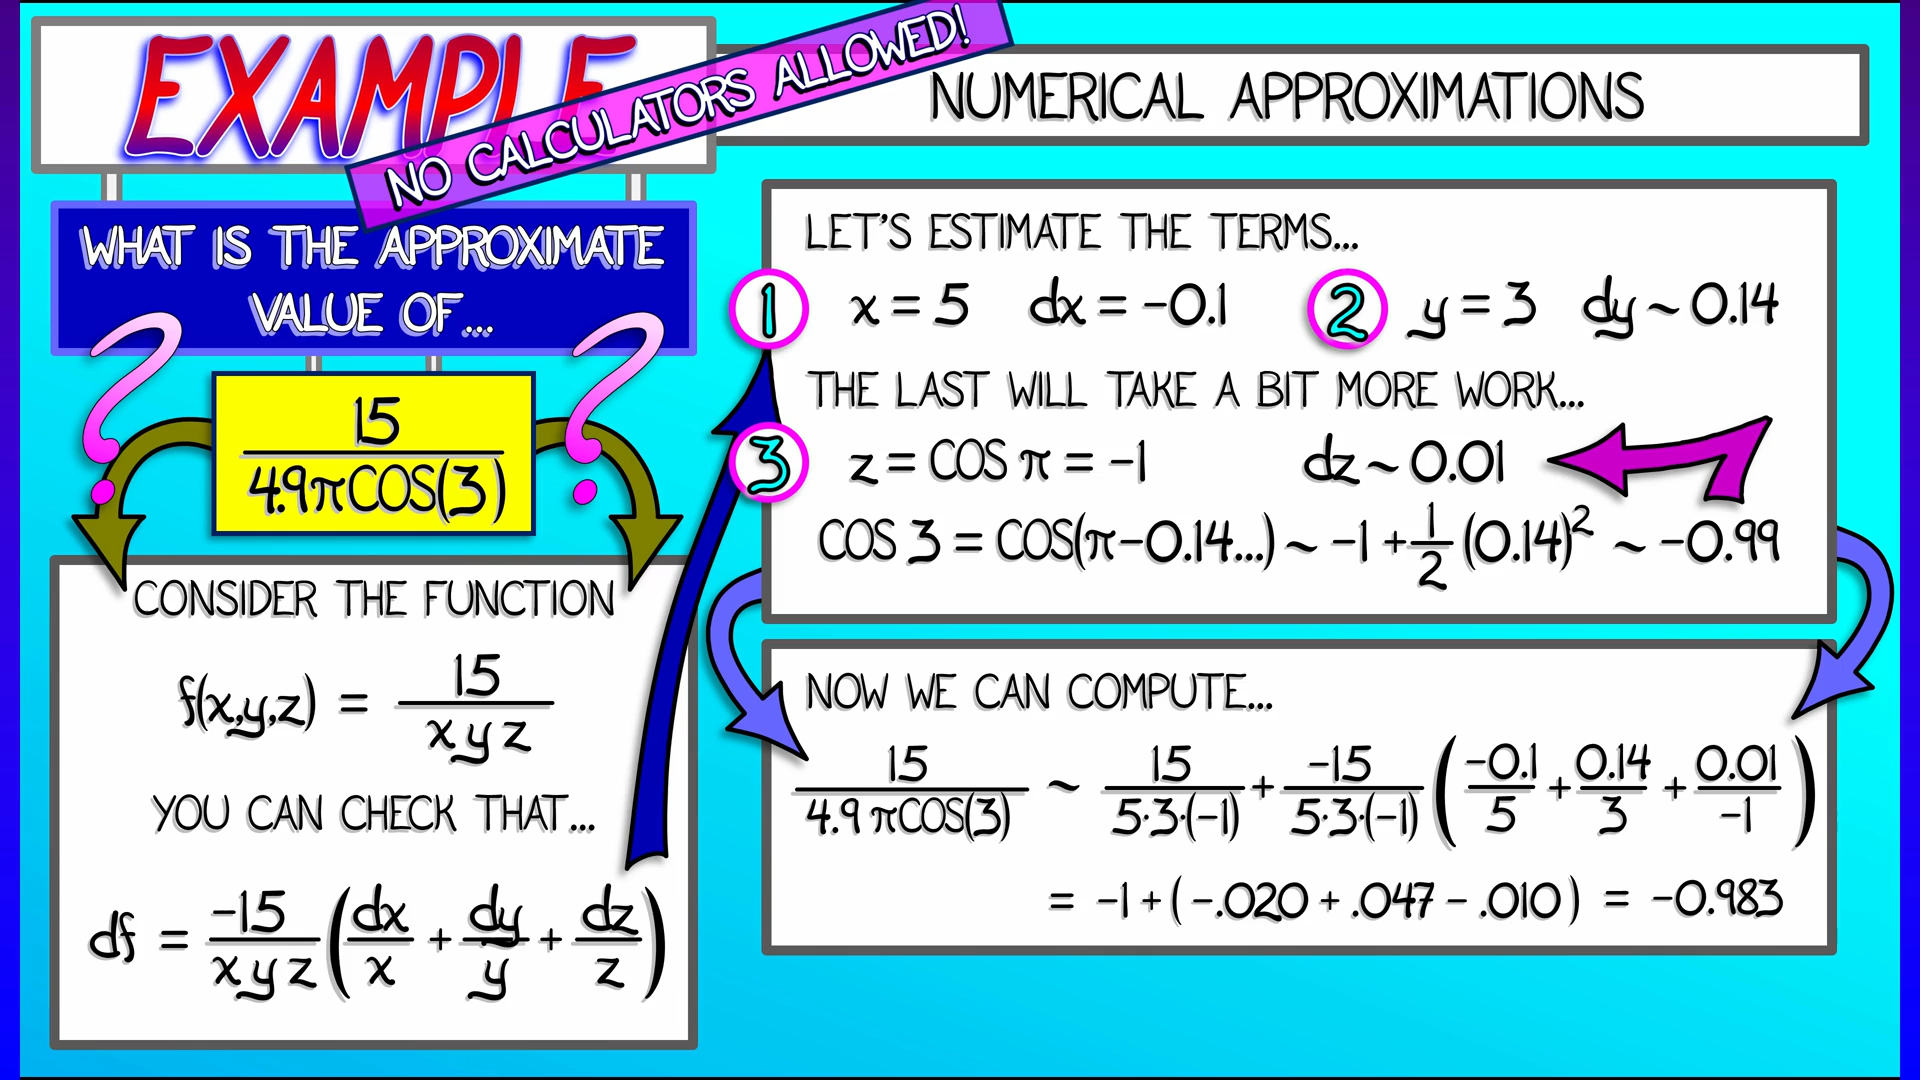 EXAMPLE
NO CALCULATORS ALLOWED!
NUMERICAL APPROXIMATIONS
WHAT IS THE APPROXIMATE
VALUE OF...
? ?
15
4.9πCOS(3)
CONSIDER THE FUNCTION
f(x,y,z) = 15 / x y z
YOU CAN CHECK THAT...
df = -15 / x y z (dx/x + dy/y + dz/z)
LET'S ESTIMATE THE TERMS...
1 x = 5 dx = -0.1 2 y = 3 dy ~ 0.14
THE LAST WILL TAKE A BIT MORE WORK...
3 z = COS π = -1 dz ~ 0.01
COS 3 = COS(π-0.14...) ~ -1 + 1/2 (0.14)² ~ -0.99
NOW WE CAN COMPUTE...
15 / 4.9 πCOS(3) ~ 15 / 5·3·(-1) + -15 / 5·3·(-1) (-0.1/5 + 0.14/3 + 0.01/-1)
= -1 + (-.020 + .047 - .010) = -0.983